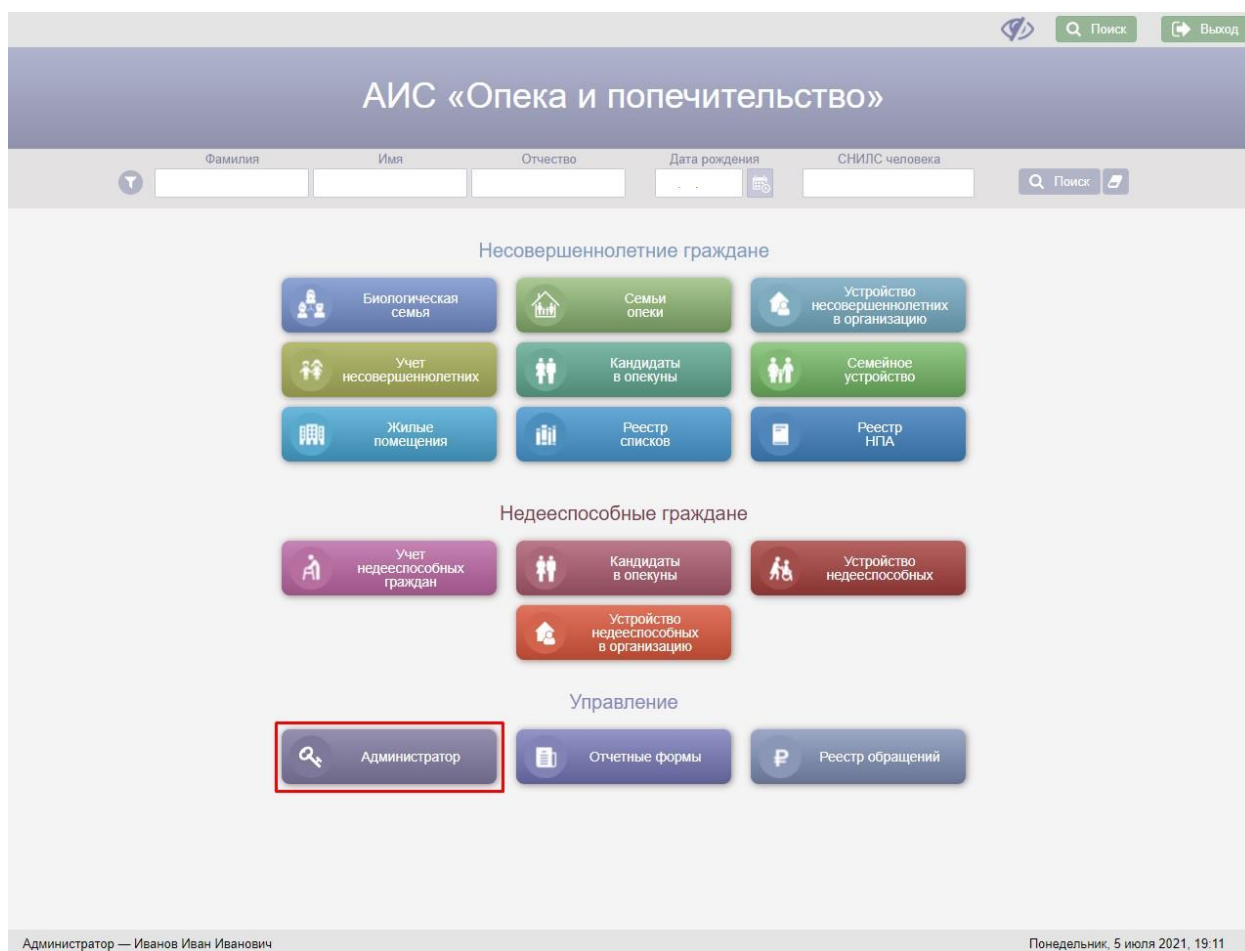 Поиск
Выход
АИС «Опека и попечительство»
Фамилия
Имя
Отчество
Дата рождения
СНИЛС человека
Поиск
Несовершеннолетние граждане
Биологическая
семья
Семьи
опеки
Устройство
несовершеннолетних
в организацию
Учет
несовершеннолетних
Кандидаты
в опекуны
Семейное
устройство
Жилые
помещения
Реестр
списков
Реестр
НПА
Недееспособные граждане
Учет
недееспособных
граждан
Кандидаты
в опекуны
Устройство
недееспособных
Устройство
недееспособных
в организацию
Управление
Администратор
Отчетные формы
Реестр обращений
Администратор — Иванов Иван Иванович
Понедельник, 5 июля 2021, 19:11